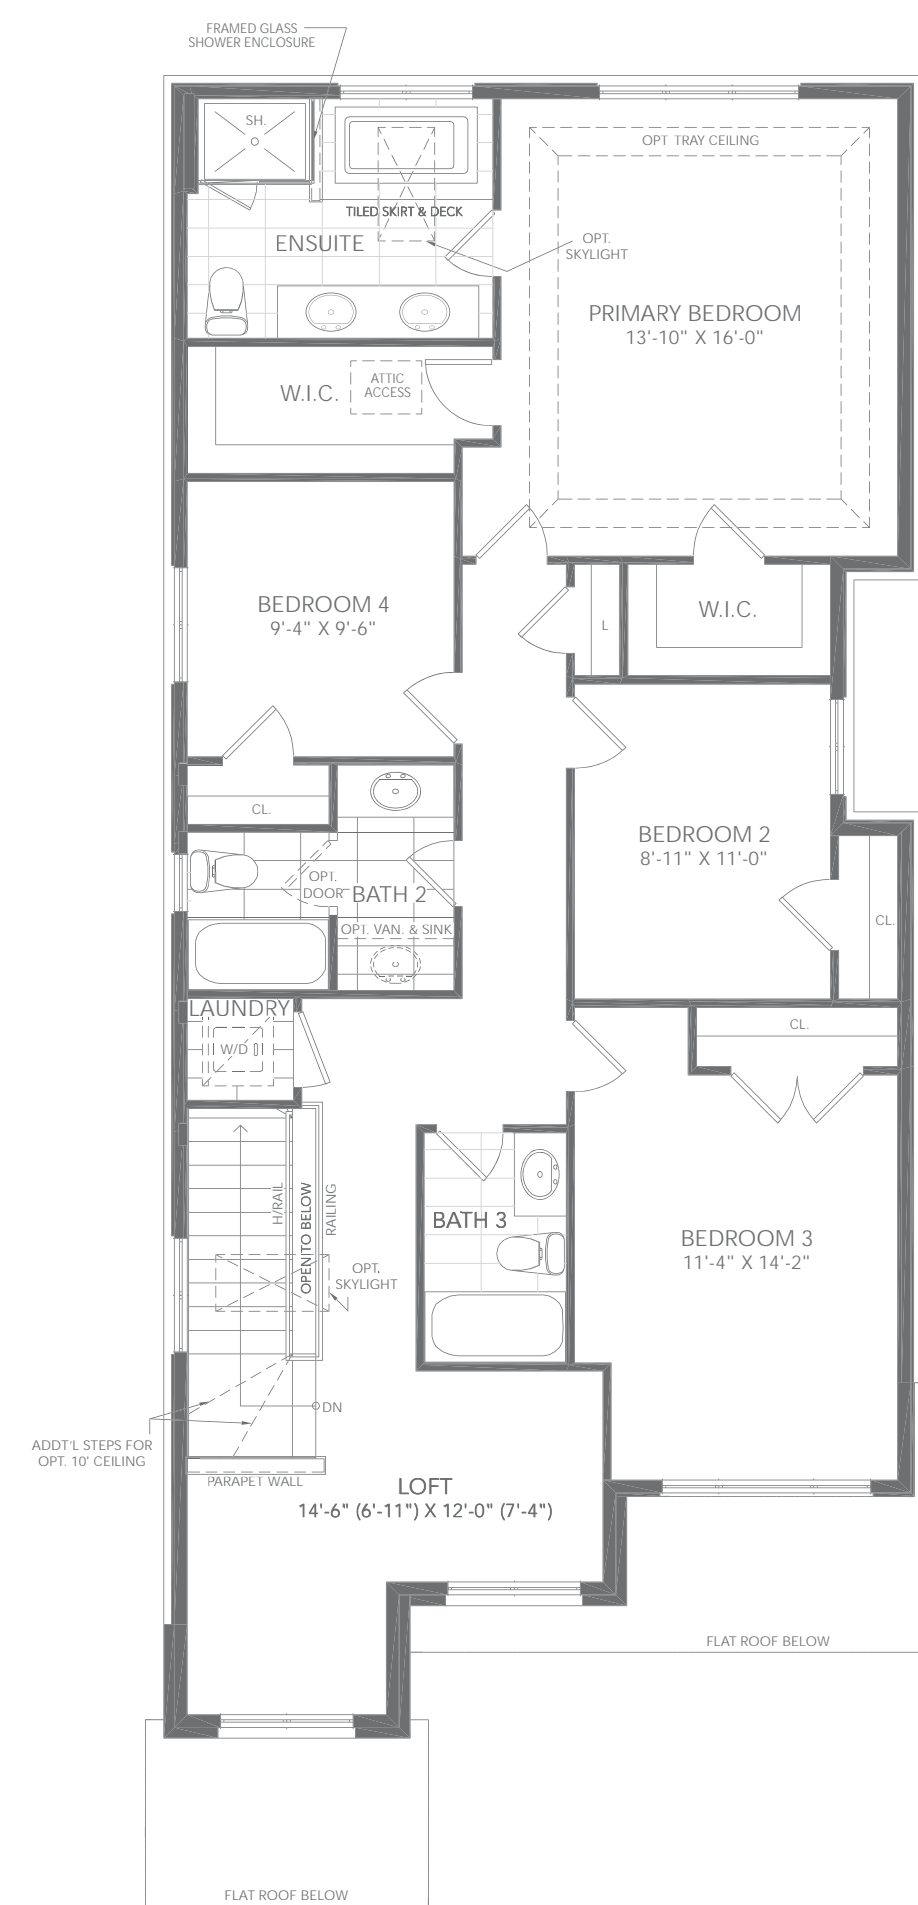 FRAMED GLASS
SHOWER ENCLOSURE
SH.
OPT TRAY CEILING
TILED SKIRT & DECK
ENSUITE
OPT.
SKYLIGHT
PRIMARY BEDROOM
13'-10" X 16'-0"
W.I.C.
ATTIC
ACCESS
BEDROOM 4
9'-4" X 9'-6"
L
W.I.C.
CL.
BEDROOM 2
8'-11" X 11'-0"
OPT.
DOOR
BATH 2
CL.
OPT. VAN. & SINK
LAUNDRY
W/D
CL.
H/RAIL
OPEN TO BELOW
RAILING
BATH 3
BEDROOM 3
11'-4" X 14'-2"
OPT.
SKYLIGHT
DN
ADDT'L STEPS FOR
OPT. 10' CEILING
PARAPET WALL
LOFT
14'-6" (6'-11") X 12'-0" (7'-4")
FLAT ROOF BELOW
FLAT ROOF BELOW